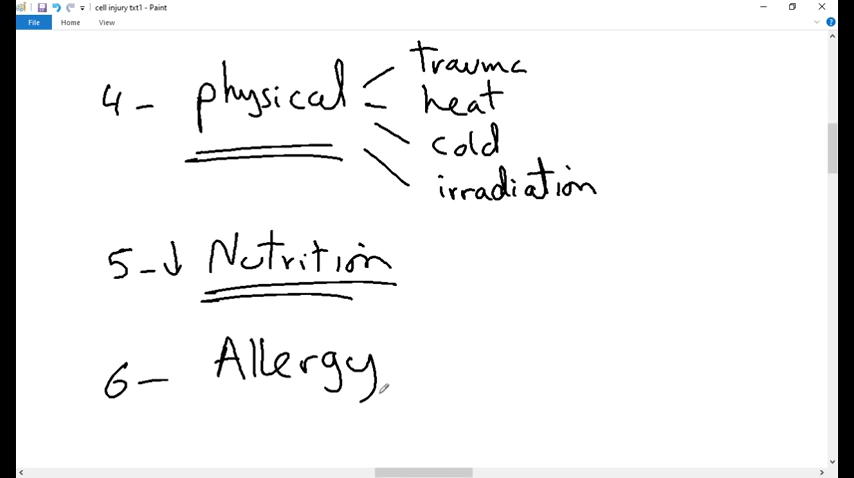 cell injury txt1 - Paint
File Home View
4 - physical
trauma
heat
cold
irradiation
5 - ↓ Nutrition
6 - Allergy